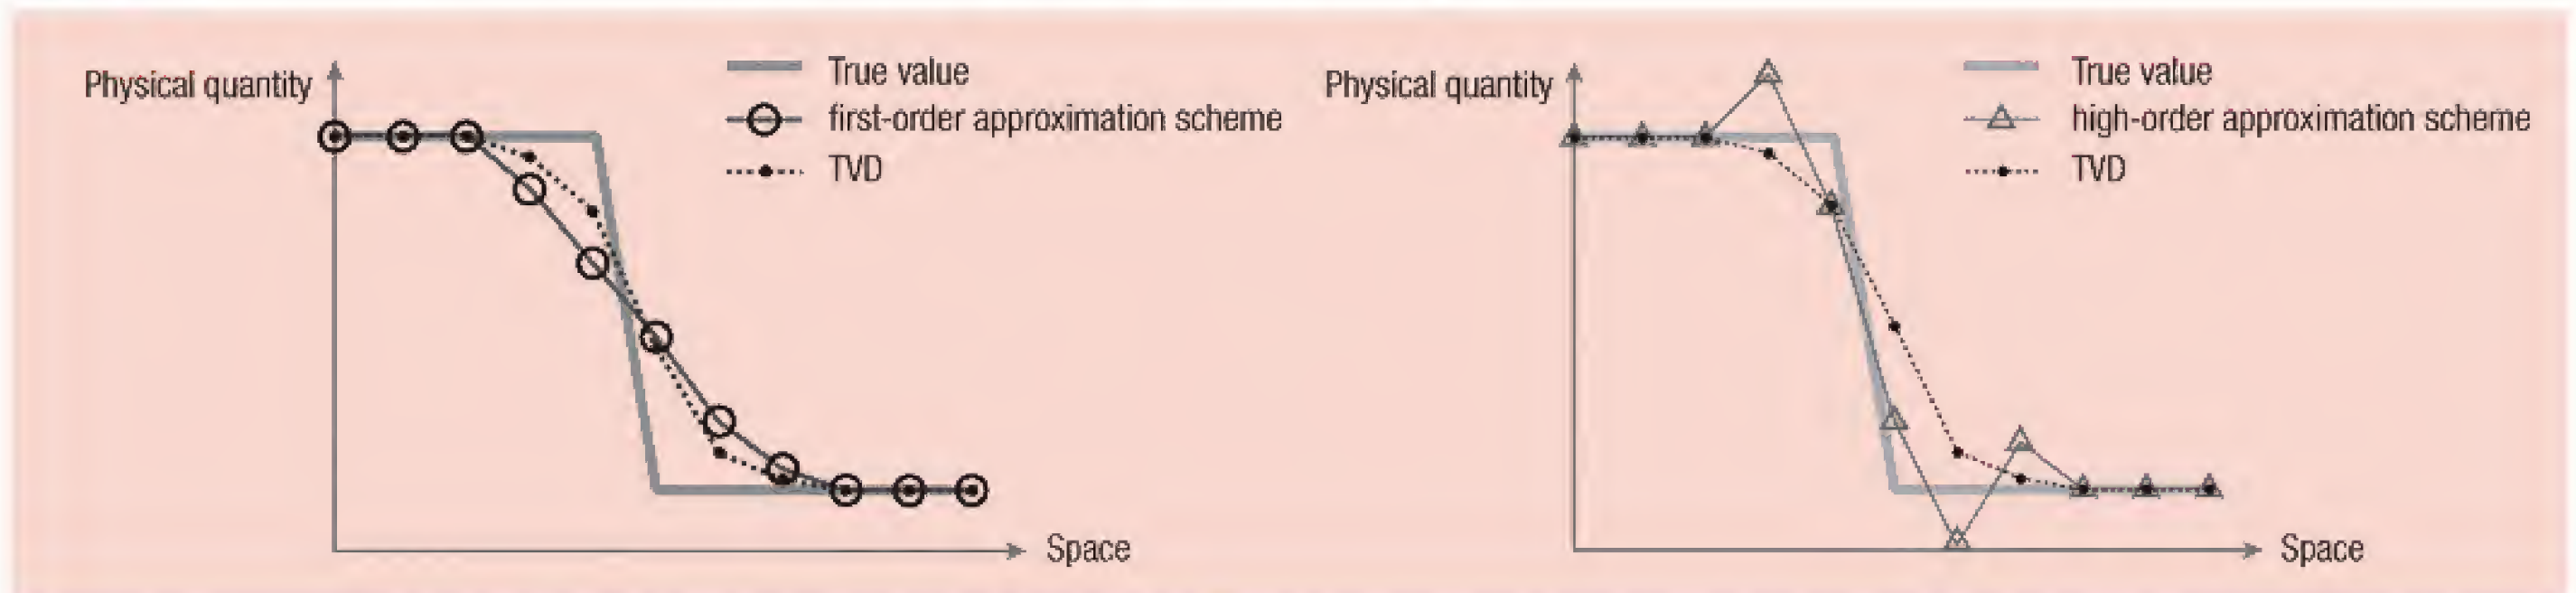 Physical quantity
True value
first-order approximation scheme
TVD
Space
Physical quantity
True value
high-order approximation scheme
TVD
Space